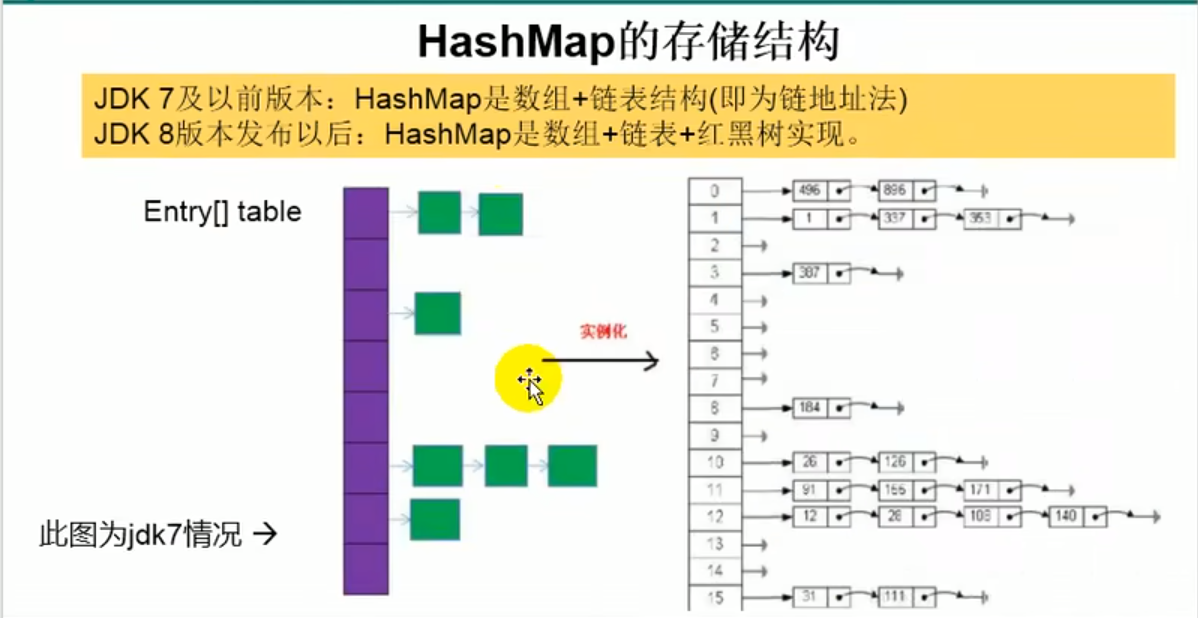 HashMap的存储结构
JDK 7及以前版本：HashMap是数组+链表结构(即为链地址法)
JDK 8版本发布以后：HashMap是数组+链表+红黑树实现。
Entry[] table
实例化
此图为jdk7情况 →
0 496 896
1 1 337 353
2
3 387
4
5
6
7
8 184
9
10 26 126
11 91 155 171
12 12 28 108 140
13
14
15 31 111